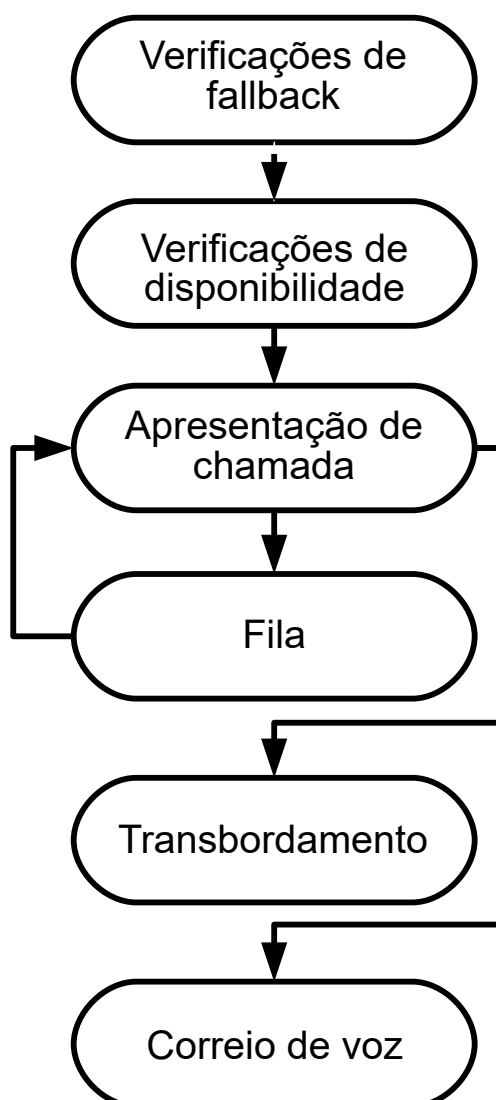 Verificações de
fallback
Verificações de
disponibilidade
Apresentação de
chamada
Fila
Transbordamento
Correio de voz